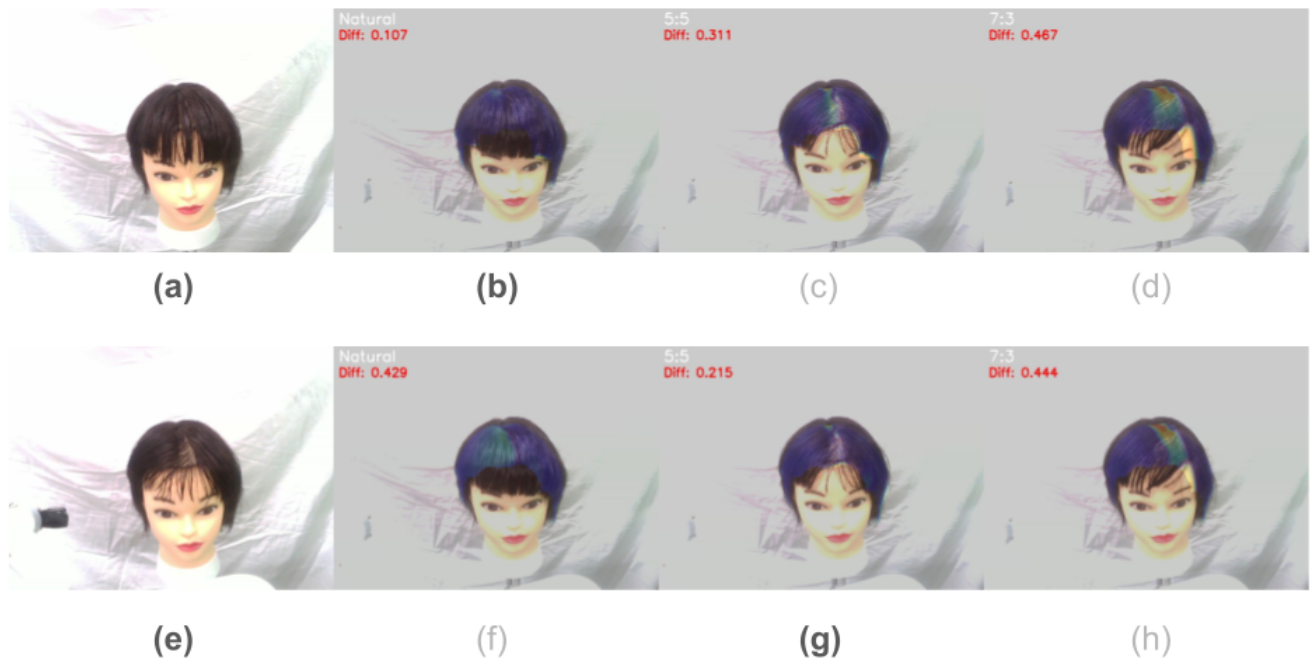 Natural
Diff: 0.107
5:5
Diff: 0.311
7:3
Diff: 0.467
(a)
(b)
(c)
(d)
Natural
Diff: 0.429
5:5
Diff: 0.215
7:3
Diff: 0.444
(e)
(f)
(g)
(h)